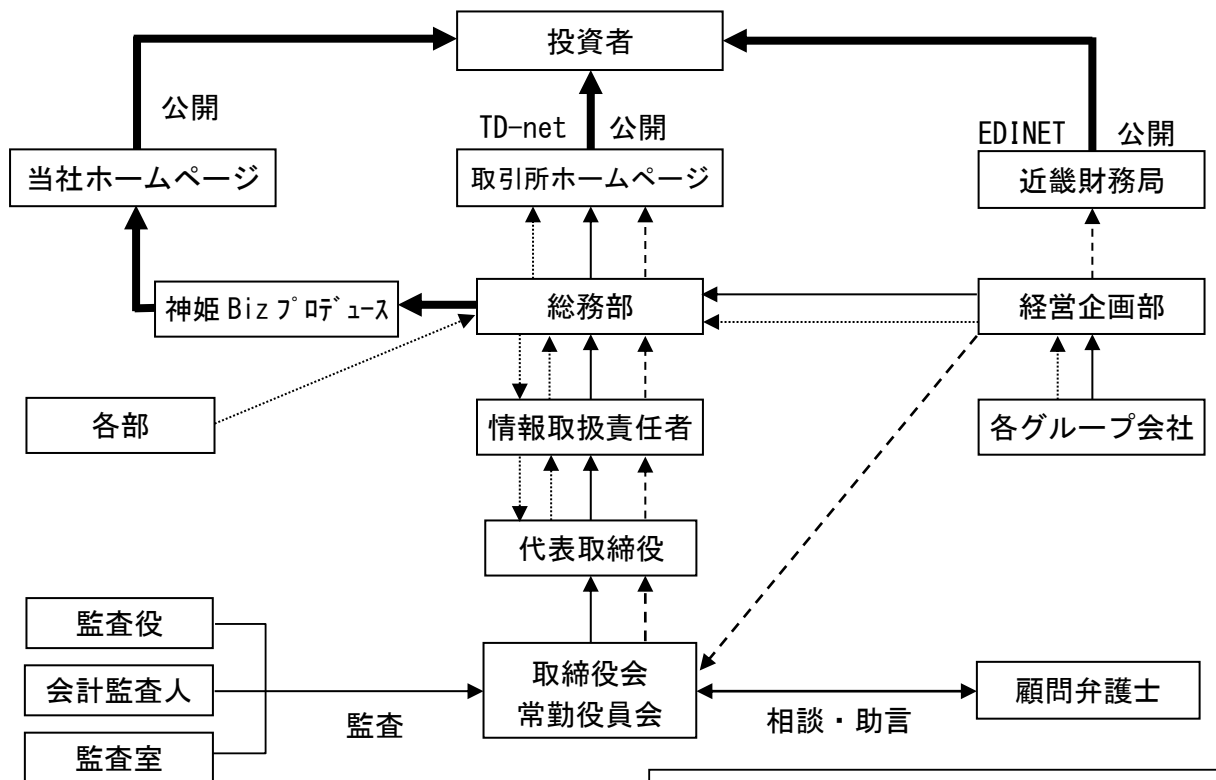 投資者
公開
TD-net 公開
EDINET 公開
当社ホームページ
取引所ホームページ
近畿財務局
神姫Bizプロデュース
総務部
経営企画部
各部
情報取扱責任者
各グループ会社
代表取締役
監査役
会計監査人
監査室
監査
取締役会
常勤役員会
相談・助言
顧問弁護士